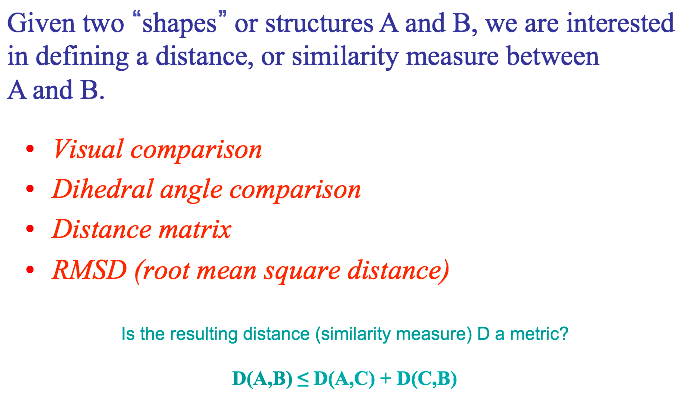 Given two “shapes” or structures A and B, we are interested
in defining a distance, or similarity measure between
A and B.
• Visual comparison
• Dihedral angle comparison
• Distance matrix
• RMSD (root mean square distance)
Is the resulting distance (similarity measure) D a metric?
D(A,B) ≤ D(A,C) + D(C,B)